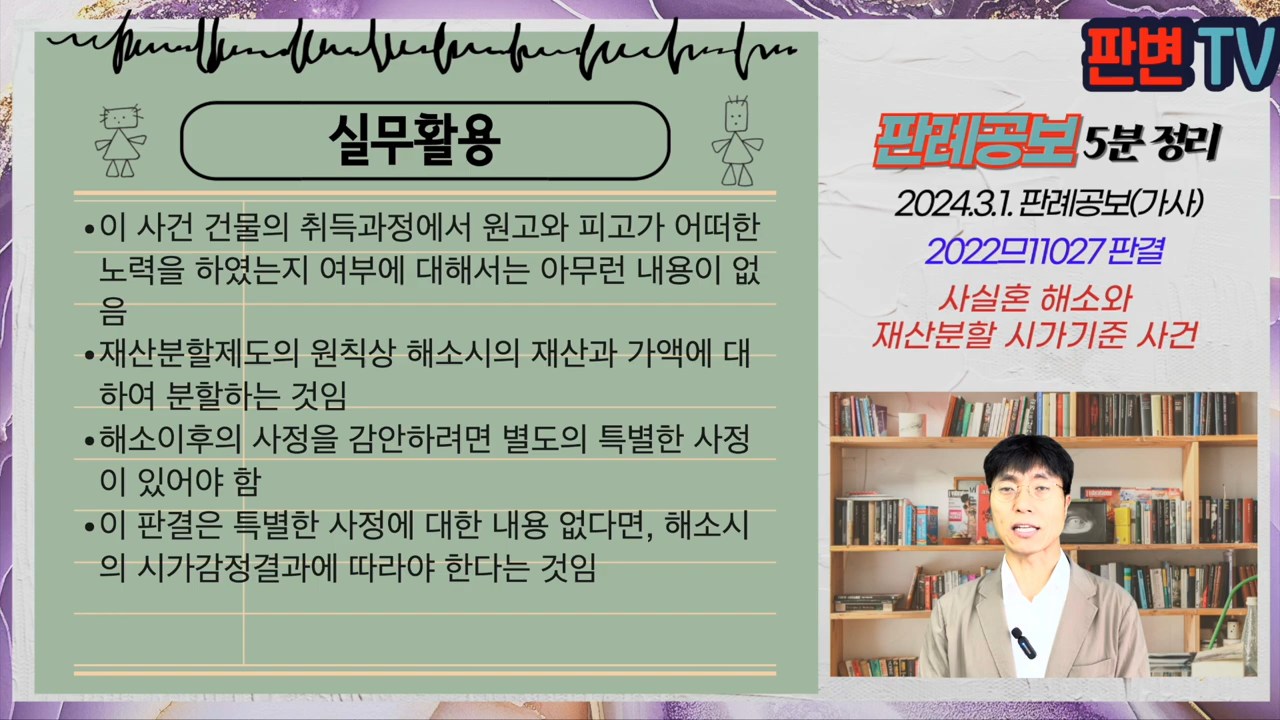 판변 TV
실무활용
•이 사건 건물의 취득과정에서 원고와 피고가 어떠한
노력을 하였는지 여부에 대해서는 아무런 내용이 없
음
•재산분할제도의 원칙상 해소시의 재산과 가액에 대
하여 분할하는 것임
•해소이후의 사정을 감안하려면 별도의 특별한 사정
이 있어야 함
•이 판결은 특별한 사정에 대한 내용 없다면, 해소시
의 시가감정결과에 따라야 한다는 것임
판례공보 5분 정리
2024.3.1. 판례공보(가사)
2022므11027 판결
사실혼 해소와
재산분할 시가기준 사건